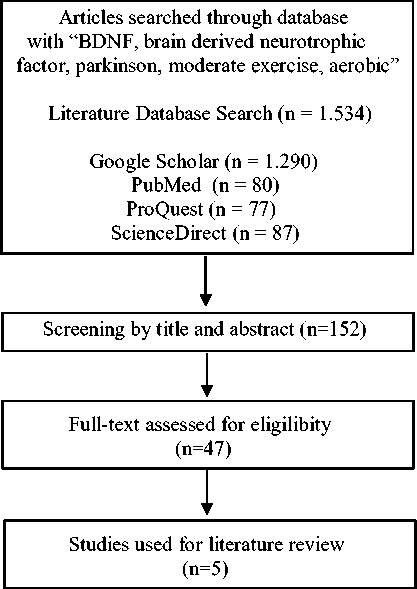 Articles searched through database
with “BDNF, brain derived neurotrophic
factor, parkinson, moderate exercise, aerobic”
Literature Database Search (n = 1.534)
Google Scholar (n = 1.290)
PubMed (n = 80)
ProQuest (n = 77)
ScienceDirect (n = 87)
Screening by title and abstract (n=152)
Full-text assessed for eligilibity
(n=47)
Studies used for literature review
(n=5)